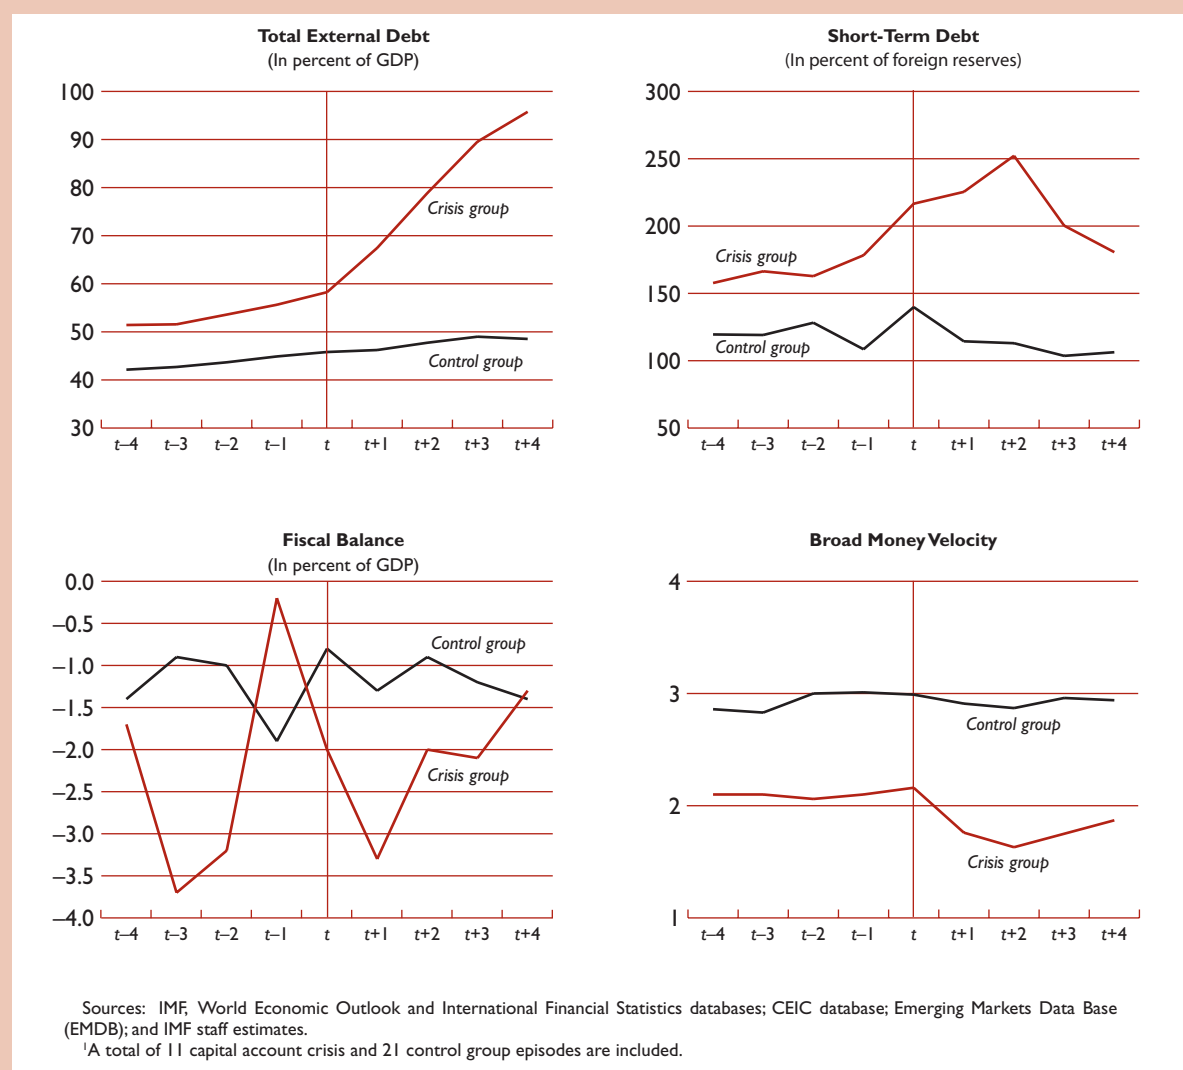 Total External Debt
(In percent of GDP)
100
90
80
70
60
50
40
30
Crisis group
Control group
t–4 t–3 t–2 t–1 t t+1 t+2 t+3 t+4
Short-Term Debt
(In percent of foreign reserves)
300
250
200
150
100
50
Crisis group
Control group
t–4 t–3 t–2 t–1 t t+1 t+2 t+3 t+4
Fiscal Balance
(In percent of GDP)
0.0
–0.5
–1.0
–1.5
–2.0
–2.5
–3.0
–3.5
–4.0
Control group
Crisis group
t–4 t–3 t–2 t–1 t t+1 t+2 t+3 t+4
Broad Money Velocity
4
3
2
1
Control group
Crisis group
t–4 t–3 t–2 t–1 t t+1 t+2 t+3 t+4
Sources: IMF, World Economic Outlook and International Financial Statistics databases; CEIC database; Emerging Markets Data Base
(EMDB); and IMF staff estimates.
¹A total of 11 capital account crisis and 21 control group episodes are included.